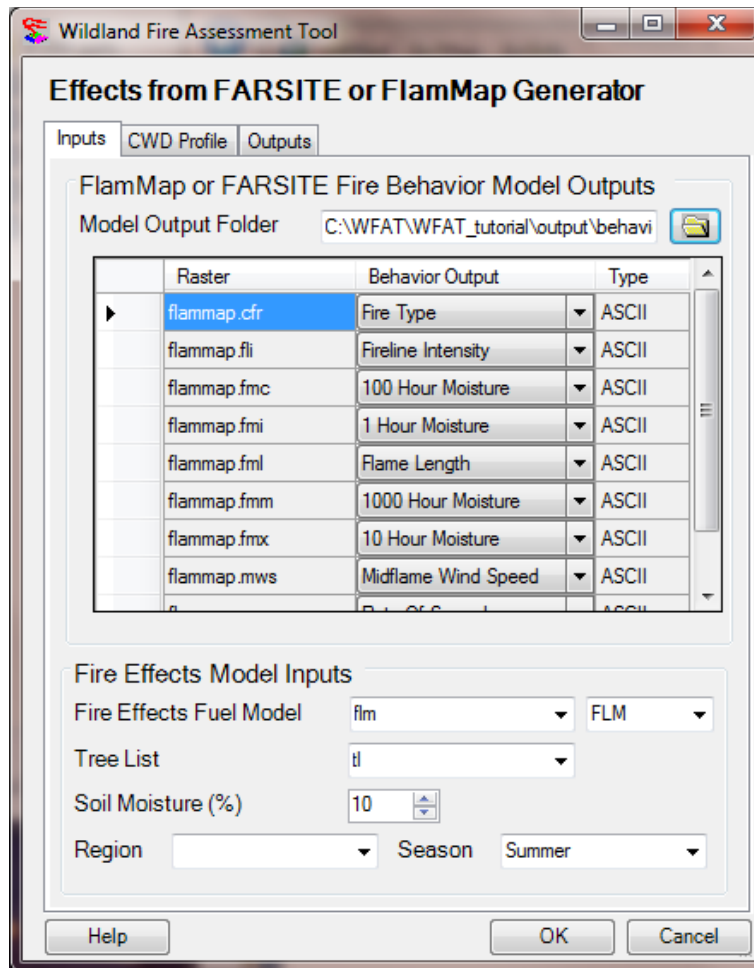 Wildland Fire Assessment Tool
Effects from FARSITE or FlamMap Generator
Inputs CWD Profile Outputs
FlamMap or FARSITE Fire Behavior Model Outputs
Model Output Folder C:\WFAT\WFAT_tutorial\output\behavi
Raster Behavior Output Type
flammap.cfr Fire Type ASCII
flammap.fli Fireline Intensity ASCII
flammap.fmc 100 Hour Moisture ASCII
flammap.fmi 1 Hour Moisture ASCII
flammap.fml Flame Length ASCII
flammap.fmm 1000 Hour Moisture ASCII
flammap.fmx 10 Hour Moisture ASCII
flammap.mws Midflame Wind Speed ASCII
Fire Effects Model Inputs
Fire Effects Fuel Model flm FLM
Tree List tl
Soil Moisture (%) 10
Region Season Summer
Help OK Cancel